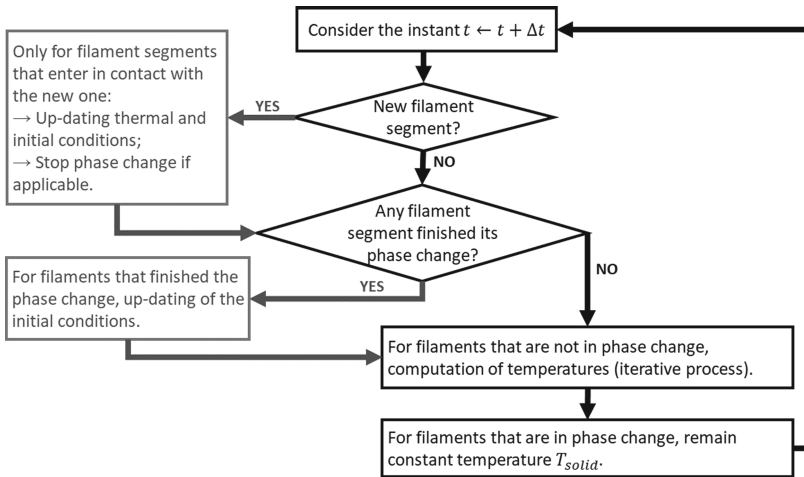 Consider the instant t ← t + Δt
Only for filament segments
that enter in contact with
the new one:
→ Up-dating thermal and
initial conditions;
→ Stop phase change if
applicable.
YES
New filament
segment?
NO
Any filament
segment finished its
phase change?
NO
YES
For filaments that finished the
phase change, up-dating of the
initial conditions.
For filaments that are not in phase change,
computation of temperatures (iterative process).
For filaments that are in phase change, remain
constant temperature T_solid.